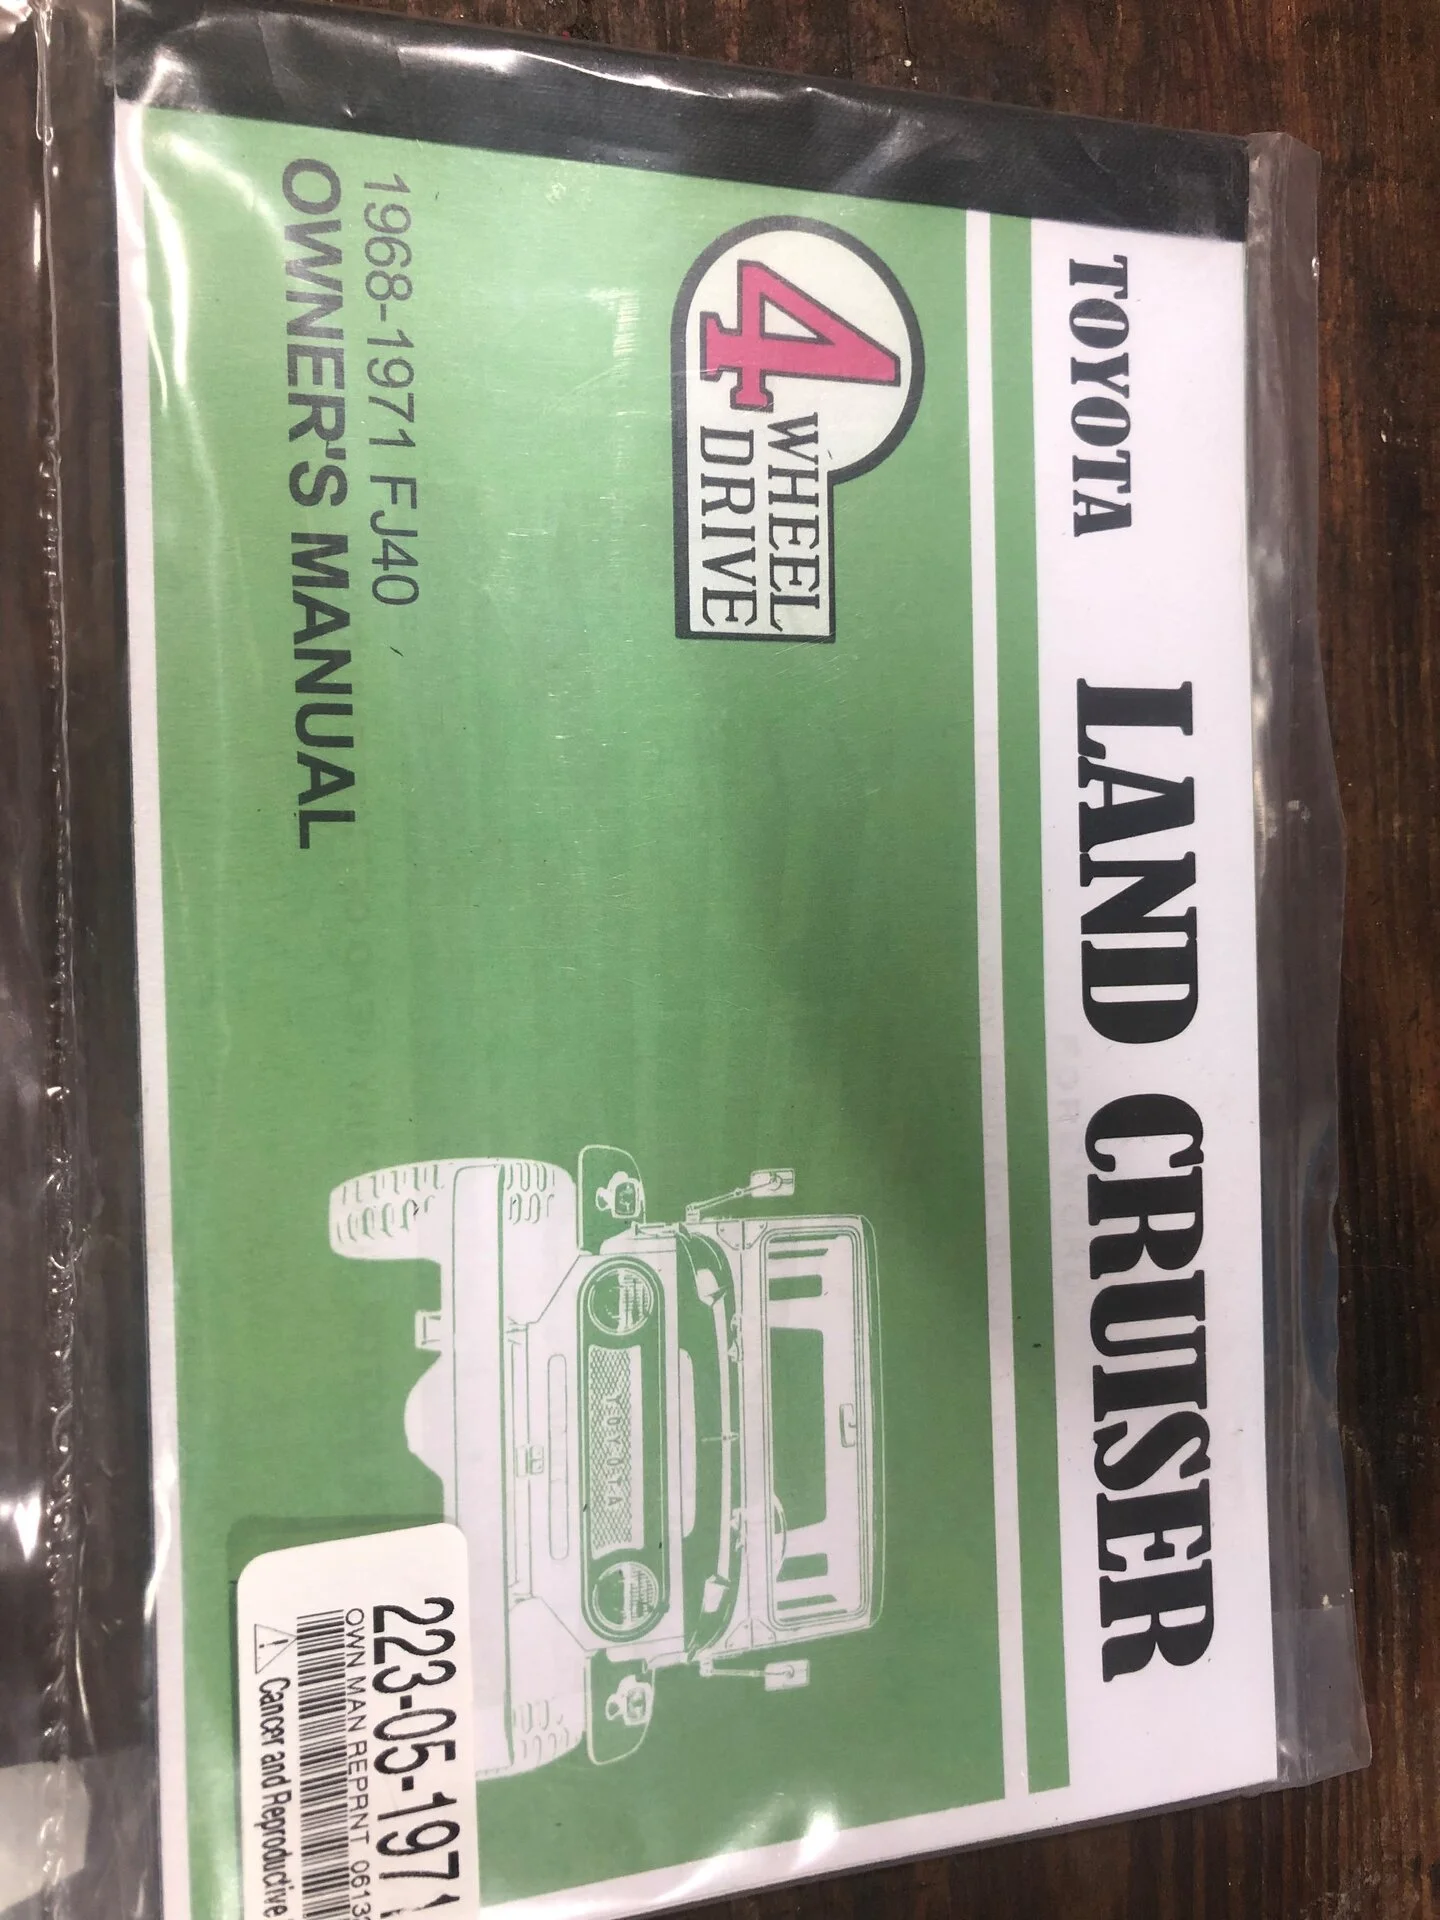 TOYOTA LAND CRUISER
4 WHEEL
DRIVE
1968-1971 FJ40
OWNER'S MANUAL
TOYOTA
223-05-1971
OWN MAN REPRNT 0613
Cancer and Reproductive